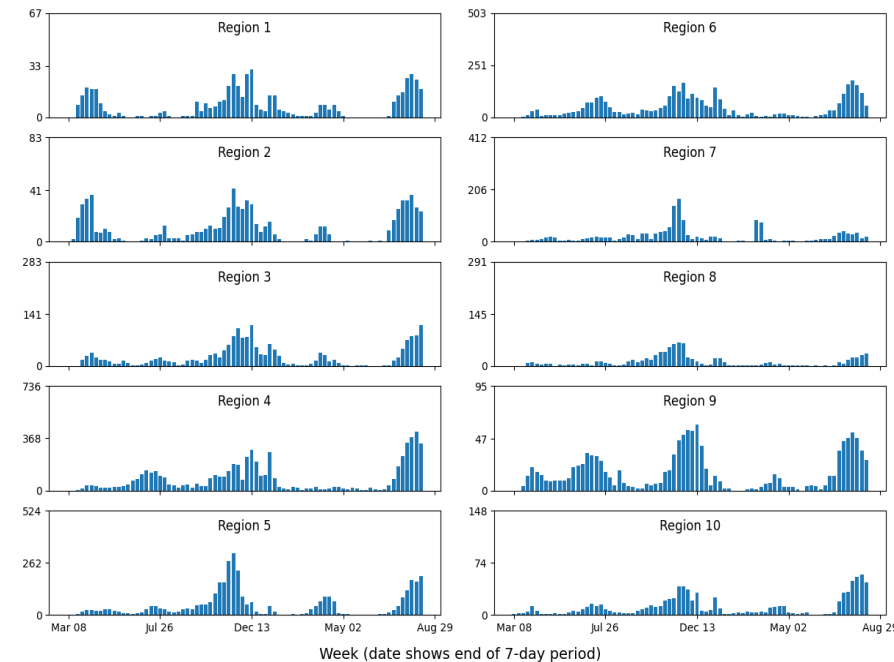 67
33
0
Region 1
503
251
0
Region 6
83
41
0
Region 2
412
206
0
Region 7
283
141
0
Region 3
291
145
0
Region 8
736
368
0
Region 4
95
47
0
Region 9
524
262
0
Region 5
148
74
0
Region 10
Mar 08 Jul 26 Dec 13 May 02 Aug 29
Mar 08 Jul 26 Dec 13 May 02 Aug 29
Week (date shows end of 7-day period)